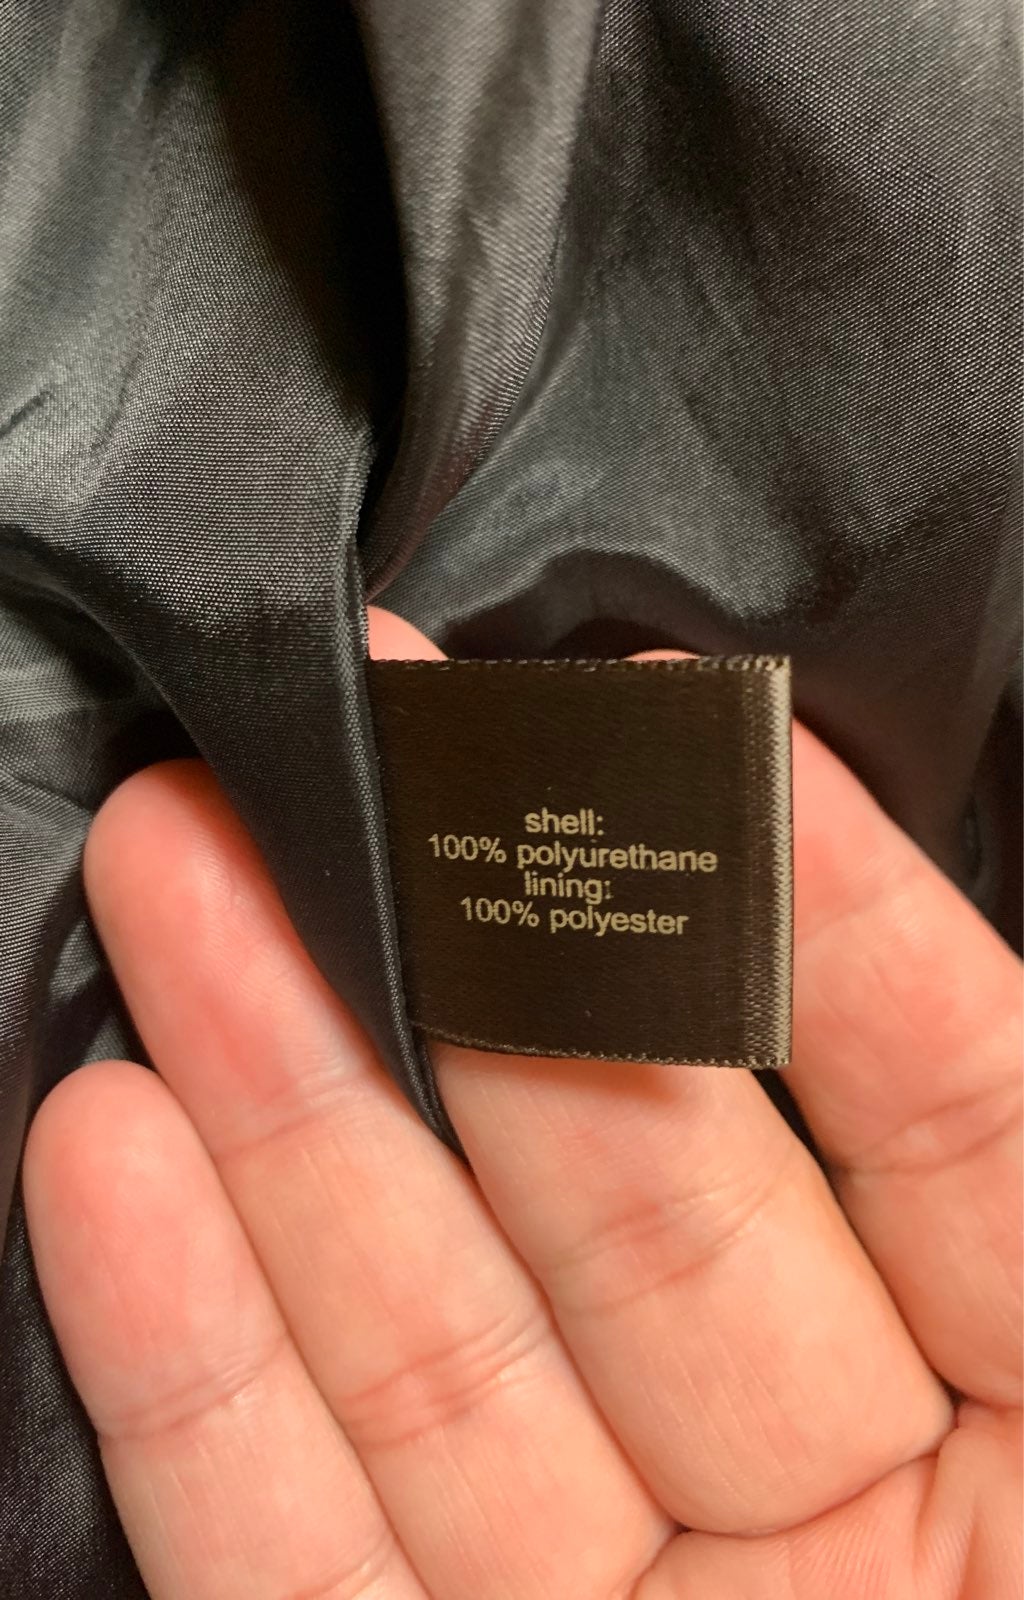 shell:
100% polyurethane
lining:
100% polyester